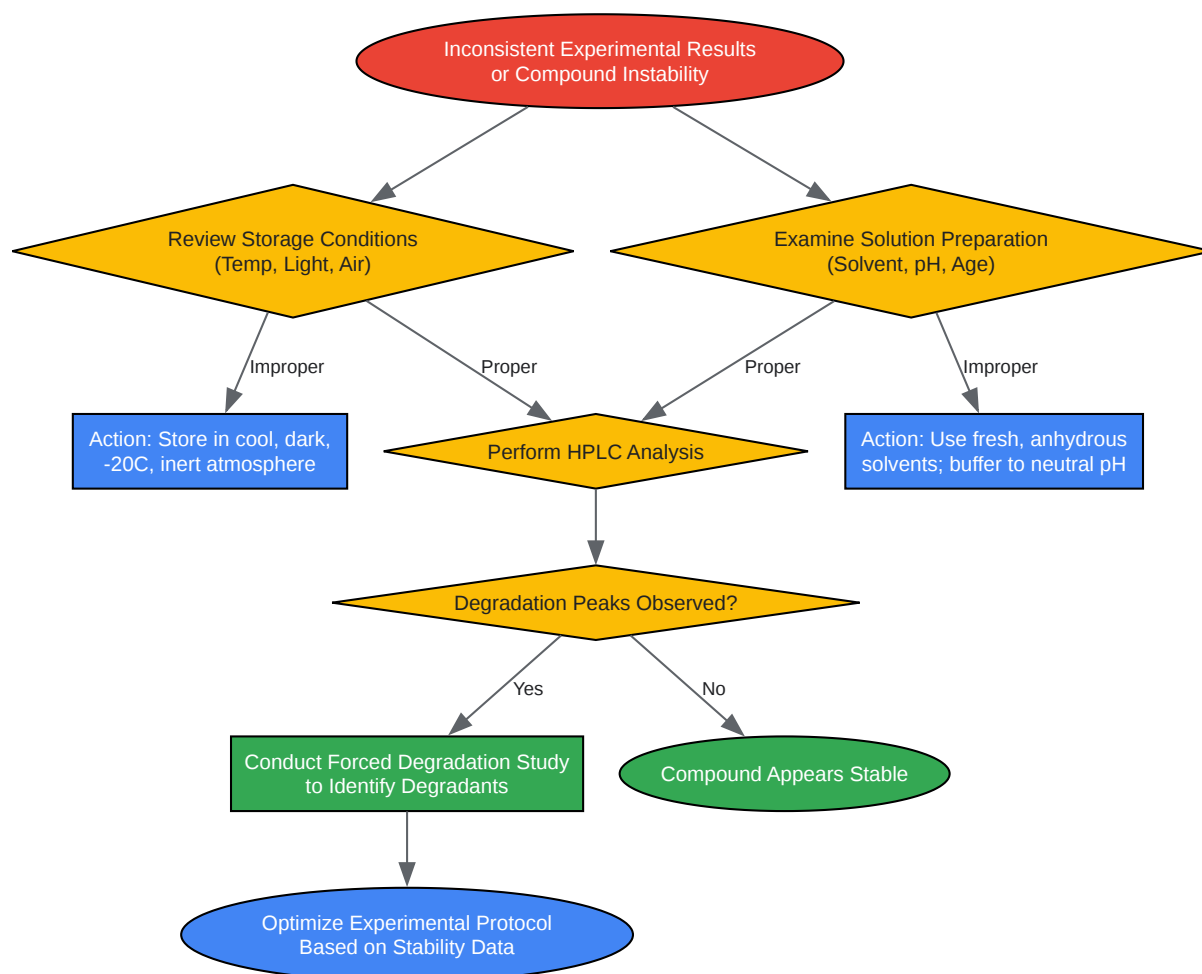 Inconsistent Experimental Results
or Compound Instability
Review Storage Conditions
(Temp, Light, Air)
Examine Solution Preparation
(Solvent, pH, Age)
Improper
Proper
Proper
Improper
Action: Store in cool, dark,
-20C, inert atmosphere
Perform HPLC Analysis
Action: Use fresh, anhydrous
solvents; buffer to neutral pH
Degradation Peaks Observed?
Yes
No
Conduct Forced Degradation Study
to Identify Degradants
Compound Appears Stable
Optimize Experimental Protocol
Based on Stability Data